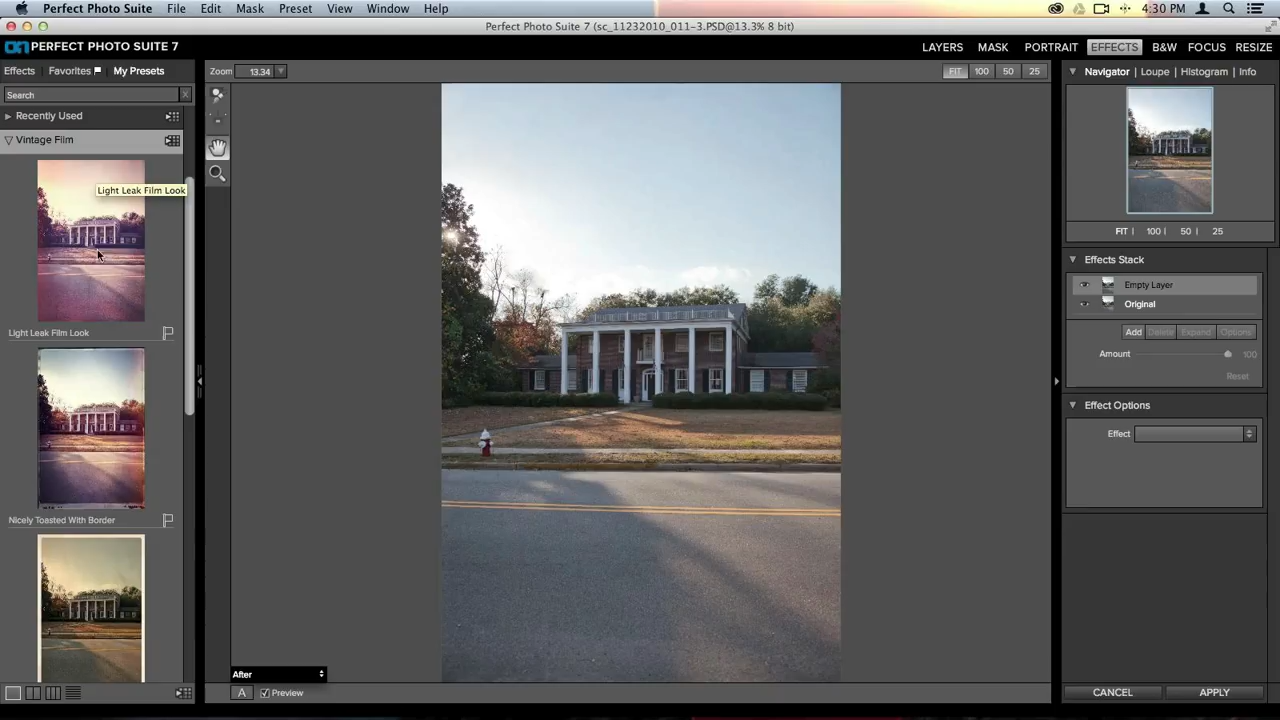 Perfect Photo Suite 7 File Edit Mask Preset View Window Help 4:30 PM
Perfect Photo Suite 7 (sc_11232010_011-3.PSD@13.3% 8 bit)
on PERFECT PHOTO SUITE 7 LAYERS MASK PORTRAIT EFFECTS B&W FOCUS RESIZE
Effects Favorites My Presets Zoom 13.34 FIT 100 50 25 Navigator Loupe Histogram Info
Search
Recently Used
Vintage Film
Light Leak Film Look
FIT 100 50 25
Effects Stack
Empty Layer
Original
Add Delete Expand Options
Light Leak Film Look
Amount 100
Reset
Effect Options
Effect
Nicely Toasted With Border
After
A Preview CANCEL APPLY